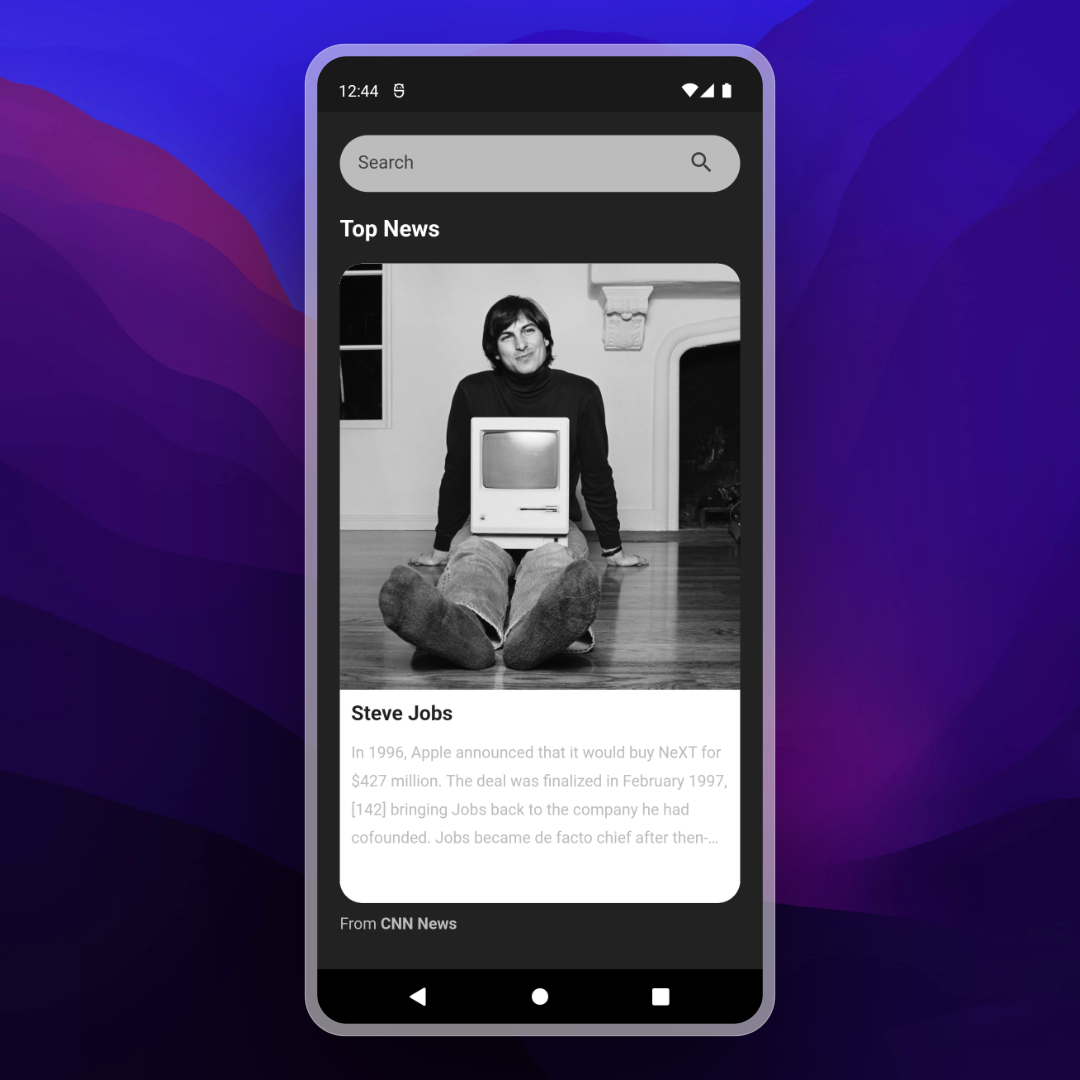 12:44
Search
Top News
Steve Jobs
In 1996, Apple announced that it would buy NeXT for
$427 million. The deal was finalized in February 1997,
[142] bringing Jobs back to the company he had
cofounded. Jobs became de facto chief after then-...
From CNN News